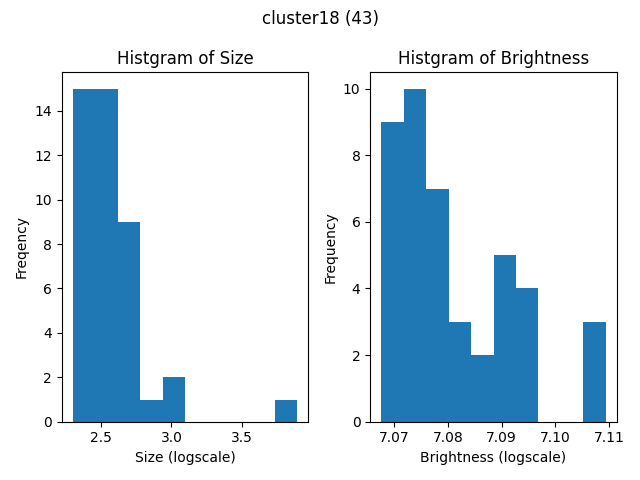 cluster18 (43)
Histgram of Size
Histgram of Brightness
Freqency
14
12
10
8
6
4
2
0
2.5 3.0 3.5
Size (logscale)
Frequency
10
8
6
4
2
0
7.07 7.08 7.09 7.10 7.11
Brightness (logscale)